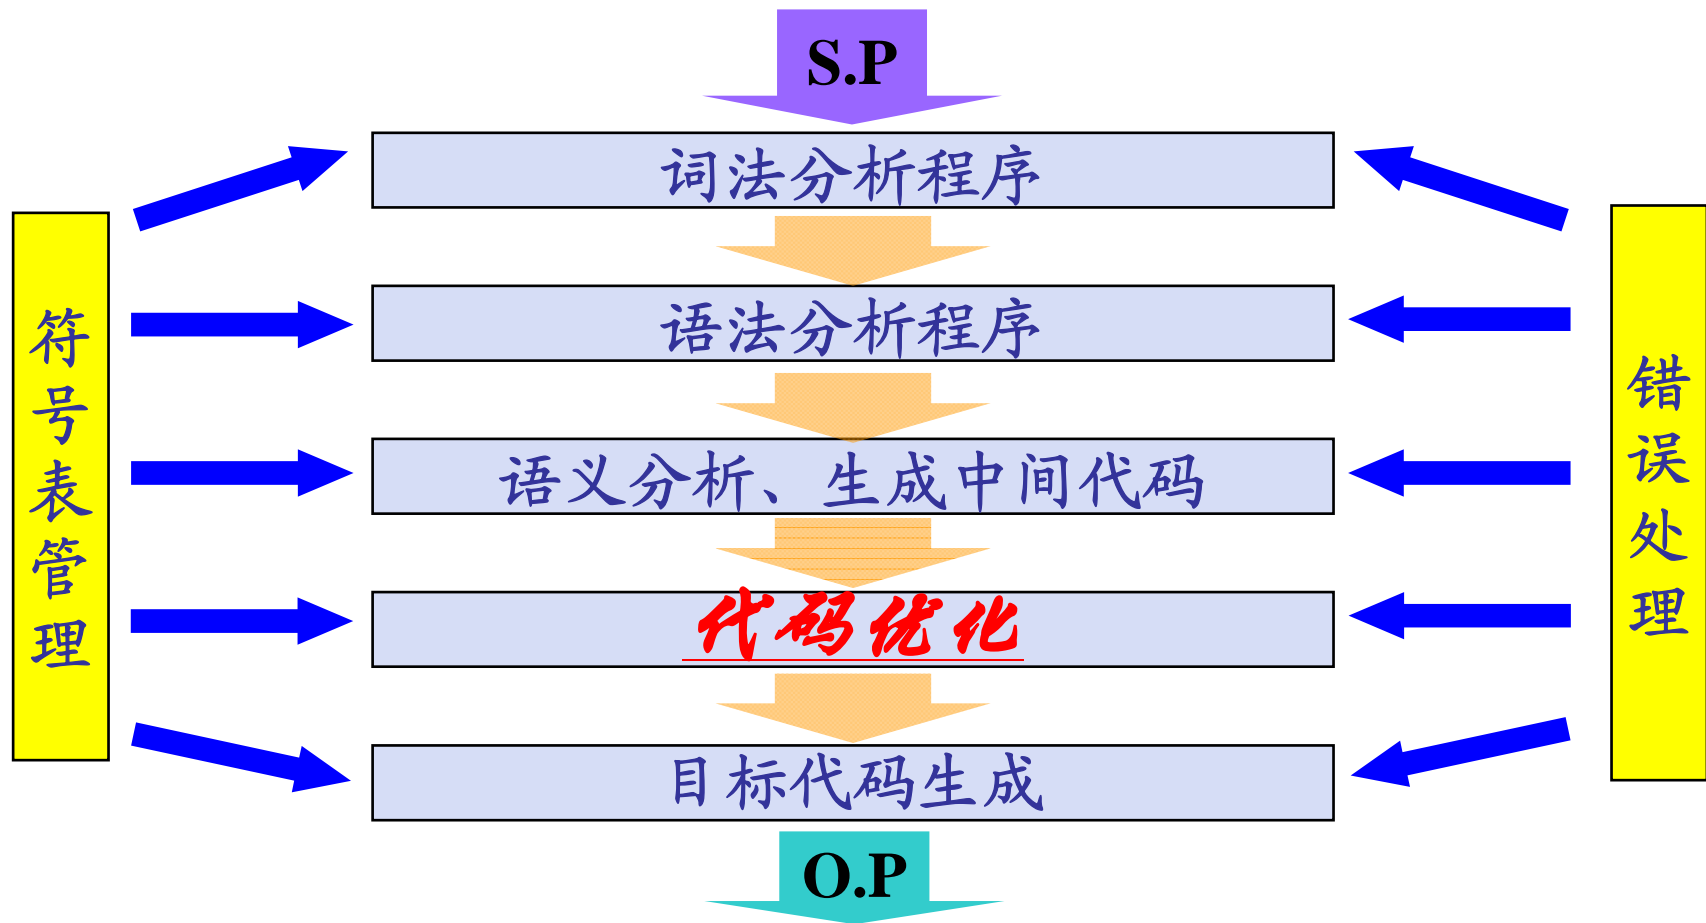 S.P
词法分析程序
语法分析程序
语义分析、生成中间代码
代码优化
目标代码生成
O.P
符号表管理
错误处理